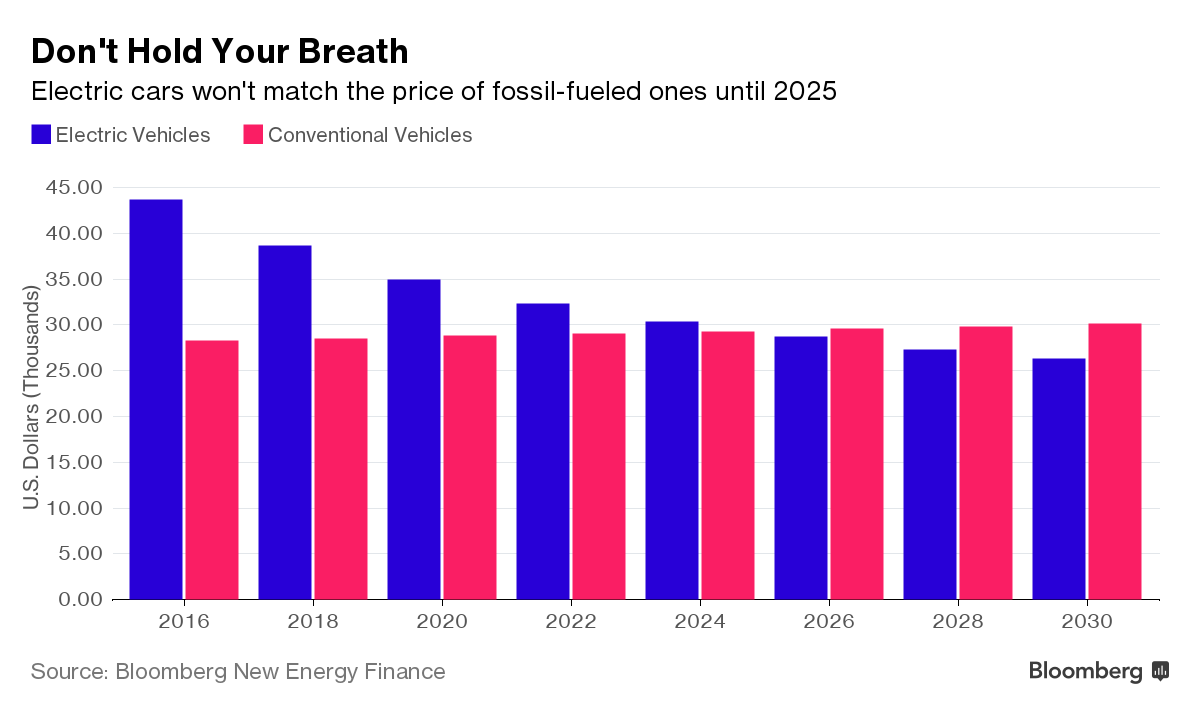 Don't Hold Your Breath
Electric cars won't match the price of fossil-fueled ones until 2025
Electric Vehicles Conventional Vehicles
45.00
40.00
35.00
30.00
25.00
20.00
15.00
10.00
5.00
0.00
U.S. Dollars (Thousands)
2016 2018 2020 2022 2024 2026 2028 2030
Source: Bloomberg New Energy Finance
Bloomberg